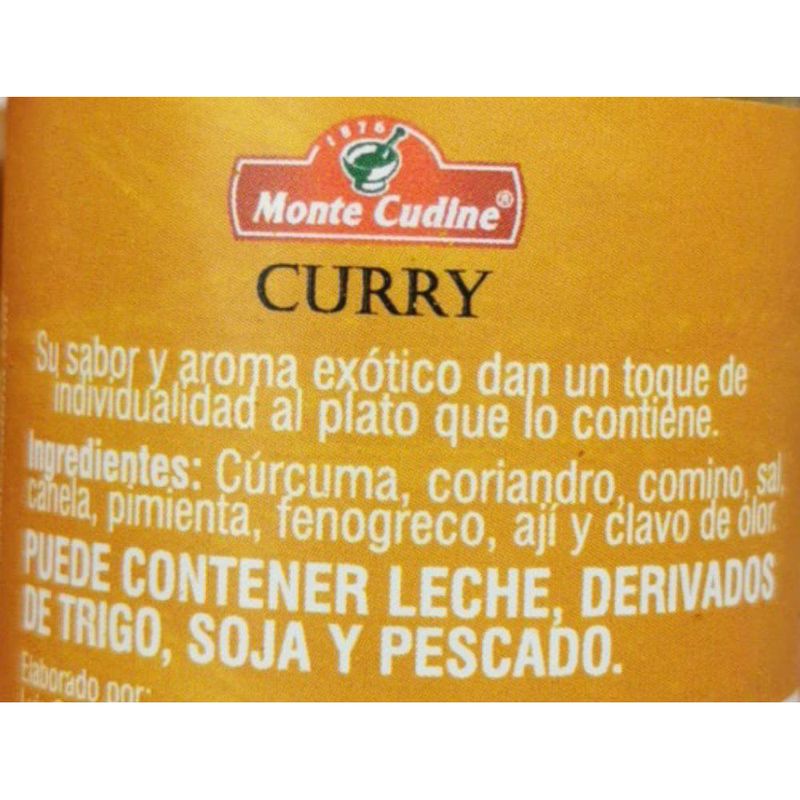 1876
Monte Cudine®
CURRY
Su sabor y aroma exótico dan un toque de
individualidad al plato que lo contiene.
Ingredientes: Cúrcuma, coriandro, comino, sal,
canela, pimienta, fenogreco, ají y clavo de olor.
PUEDE CONTENER LECHE, DERIVADOS
DE TRIGO, SOJA Y PESCADO.
Elaborado por: